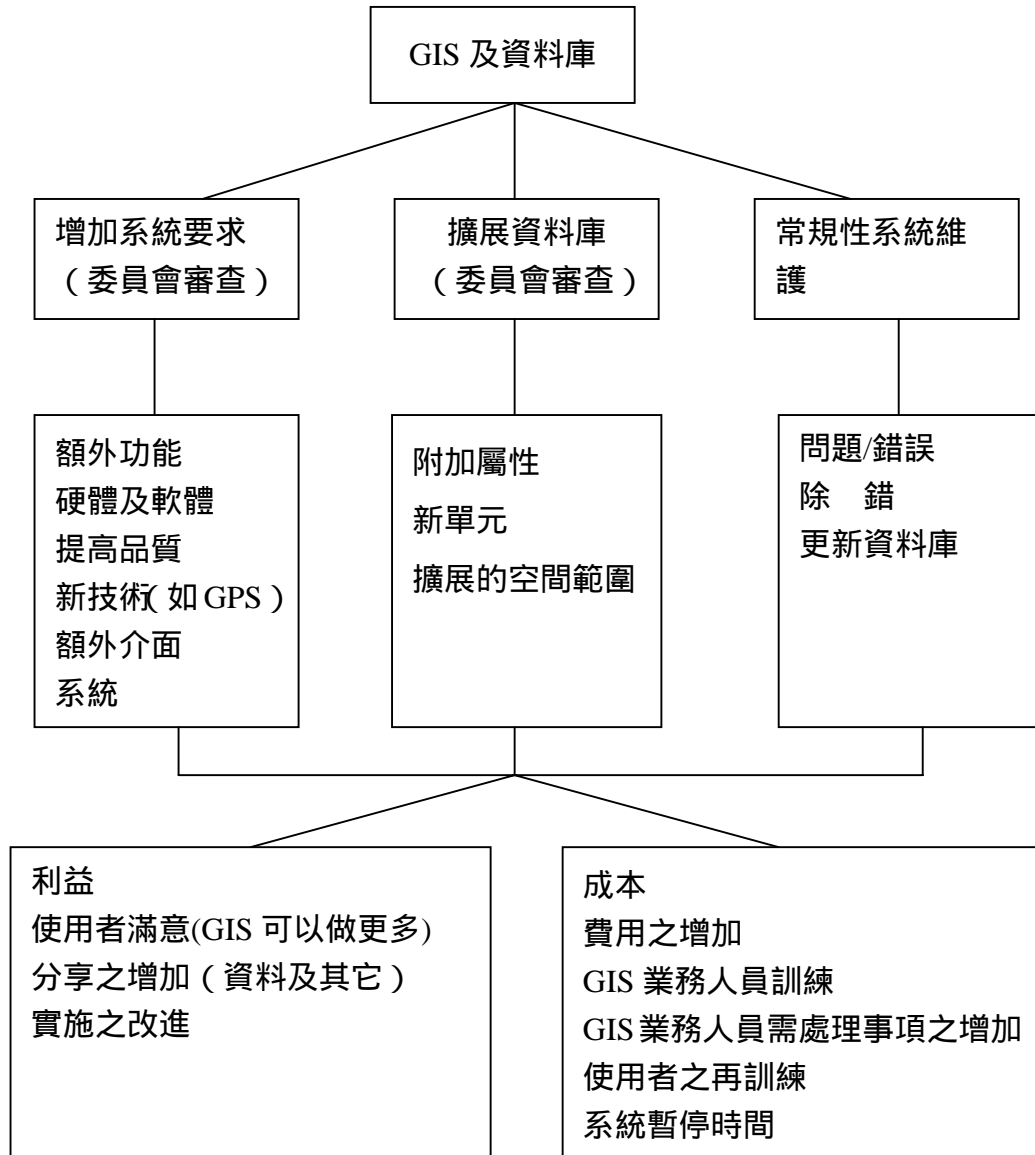 GIS 及資料庫
增加系統要求
（委員會審查）
擴展資料庫
（委員會審查）
常規性系統維
護
額外功能
硬體及軟體
提高品質
新技術（如 GPS）
額外介面
系統
附加屬性
新單元
擴展的空間範圍
問題/錯誤
除　錯
更新資料庫
利益
使用者滿意(GIS 可以做更多)
分享之增加（資料及其它）
實施之改進
成本
費用之增加
GIS 業務人員訓練
GIS 業務人員需處理事項之增加
使用者之再訓練
系統暫停時間